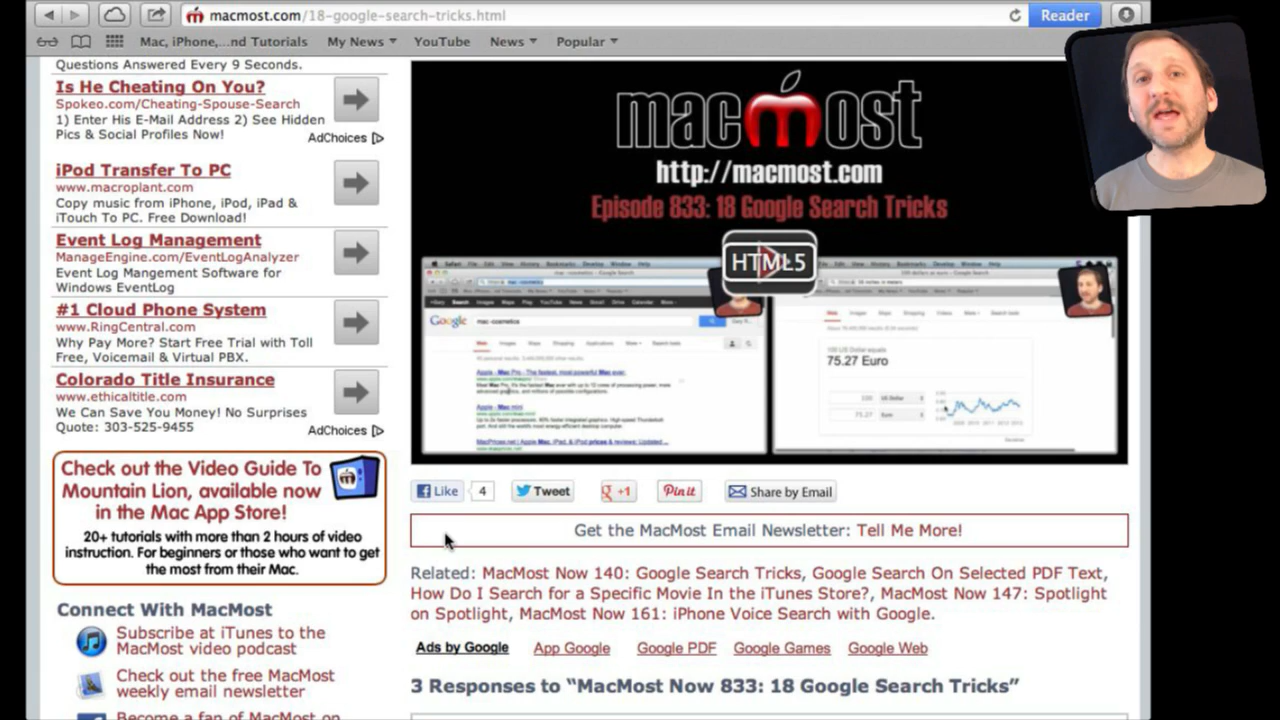 macmost.com/18-google-search-tricks.html
Reader
Mac, iPhone,...nd Tutorials
My News
YouTube
News
Popular
Questions Answered Every 9 Seconds.
Is He Cheating On You?
Spokeo.com/Cheating-Spouse-Search
1) Enter His E-Mail Address 2) See Hidden
Pics & Social Profiles Now!
AdChoices
iPod Transfer To PC
www.macroplant.com
Copy music from iPhone, iPod, iPad &
iTouch To PC. Free Download!
Event Log Management
ManageEngine.com/EventLogAnalyzer
Event Log Mangement Software for
Windows EventLog
#1 Cloud Phone System
www.RingCentral.com
Why Pay More? Start Free Trial with Toll
Free, Voicemail & Virtual PBX.
Colorado Title Insurance
www.ethicaltitle.com
We Can Save You Money! No Surprises
Quote: 303-525-9455
AdChoices
Check out the Video Guide To
Mountain Lion, available now
in the Mac App Store!
20+ tutorials with more than 2 hours of video
instruction. For beginners or those who want to get
the most from their Mac.
Connect With MacMost
Subscribe at iTunes to the
MacMost video podcast
Check out the free MacMost
weekly email newsletter
Become a fan of MacMost on
macmost
http://macmost.com
Episode 833: 18 Google Search Tricks
HTML5
Google
mac -cosmetics
75.27 Euro
Like
4
Tweet
g +1
Pin it
Share by Email
Get the MacMost Email Newsletter: Tell Me More!
Related: MacMost Now 140: Google Search Tricks, Google Search On Selected PDF Text,
How Do I Search for a Specific Movie In the iTunes Store?, MacMost Now 147: Spotlight
on Spotlight, MacMost Now 161: iPhone Voice Search with Google.
Ads by Google
App Google
Google PDF
Google Games
Google Web
3 Responses to “MacMost Now 833: 18 Google Search Tricks”